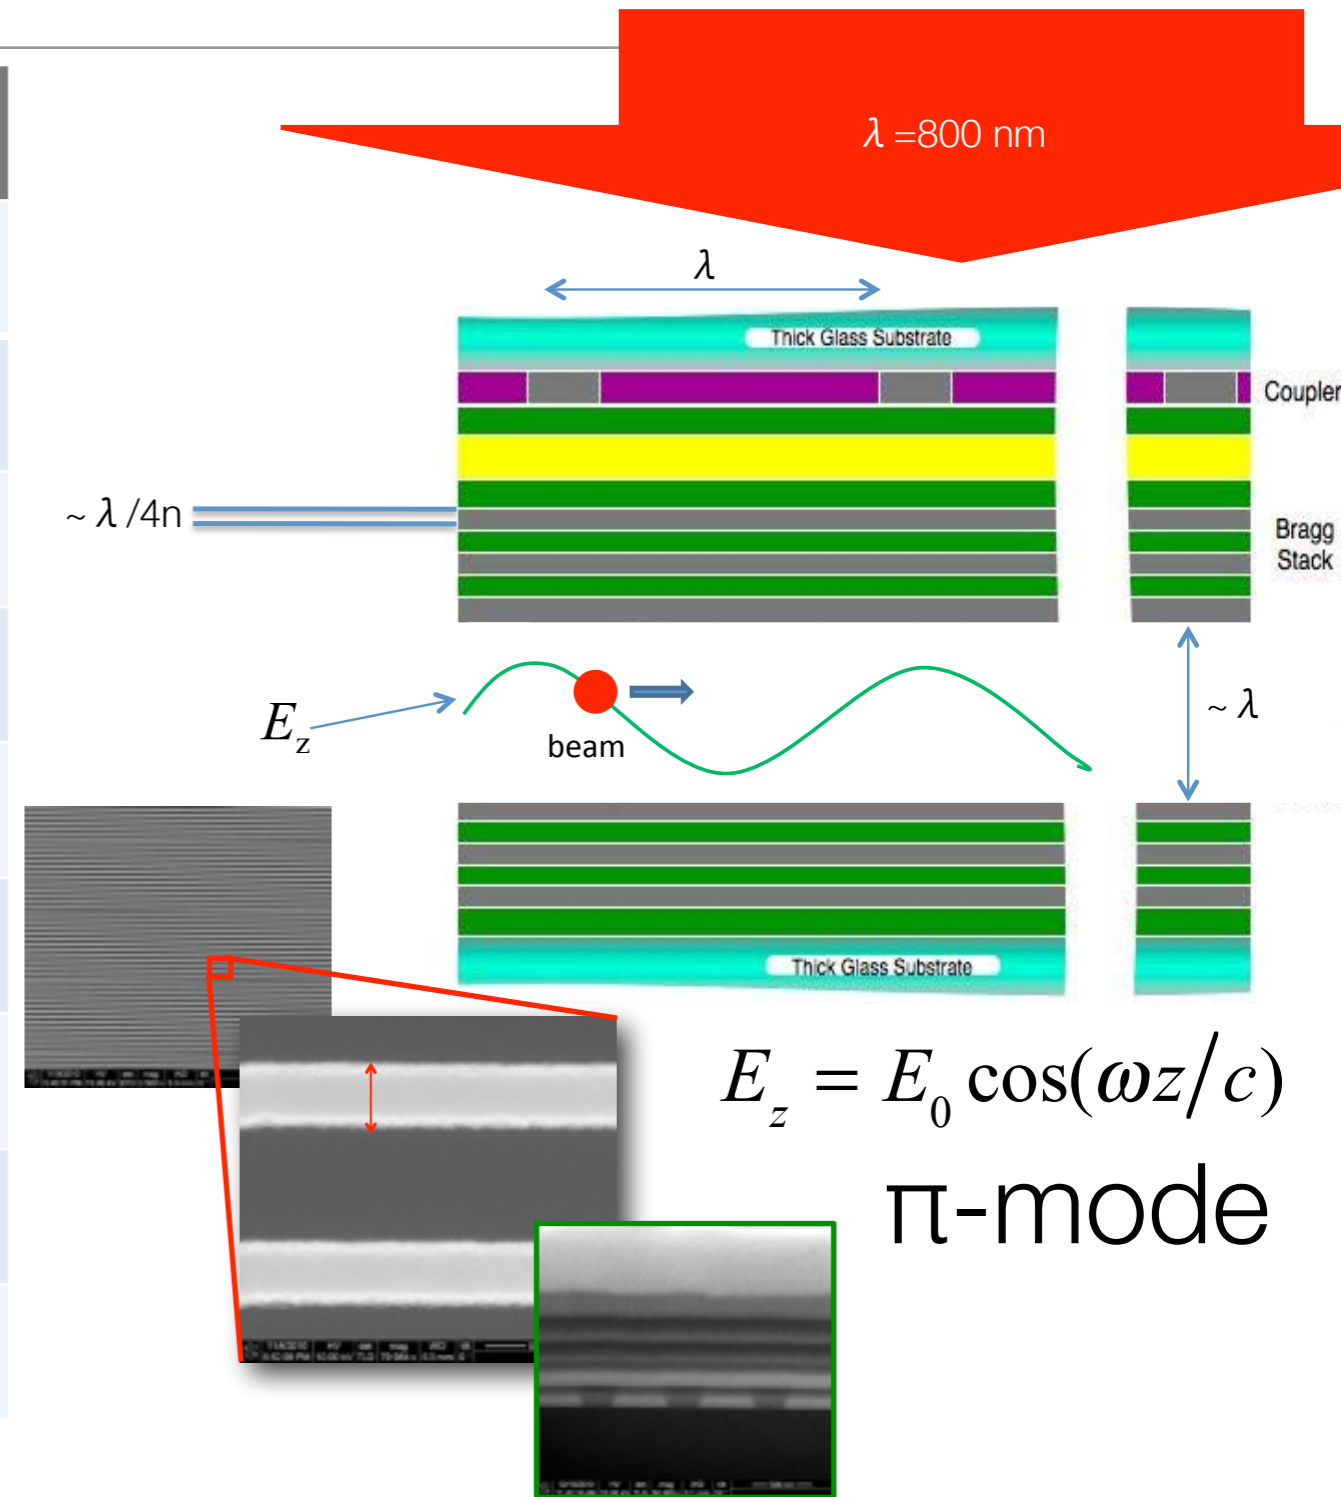 λ =800 nm
λ
Thick Glass Substrate
Coupler
~ λ /4n
Bragg
Stack
E_z
beam
~ λ
Thick Glass Substrate
E_z = E_0 cos(ωz/c)
π-mode